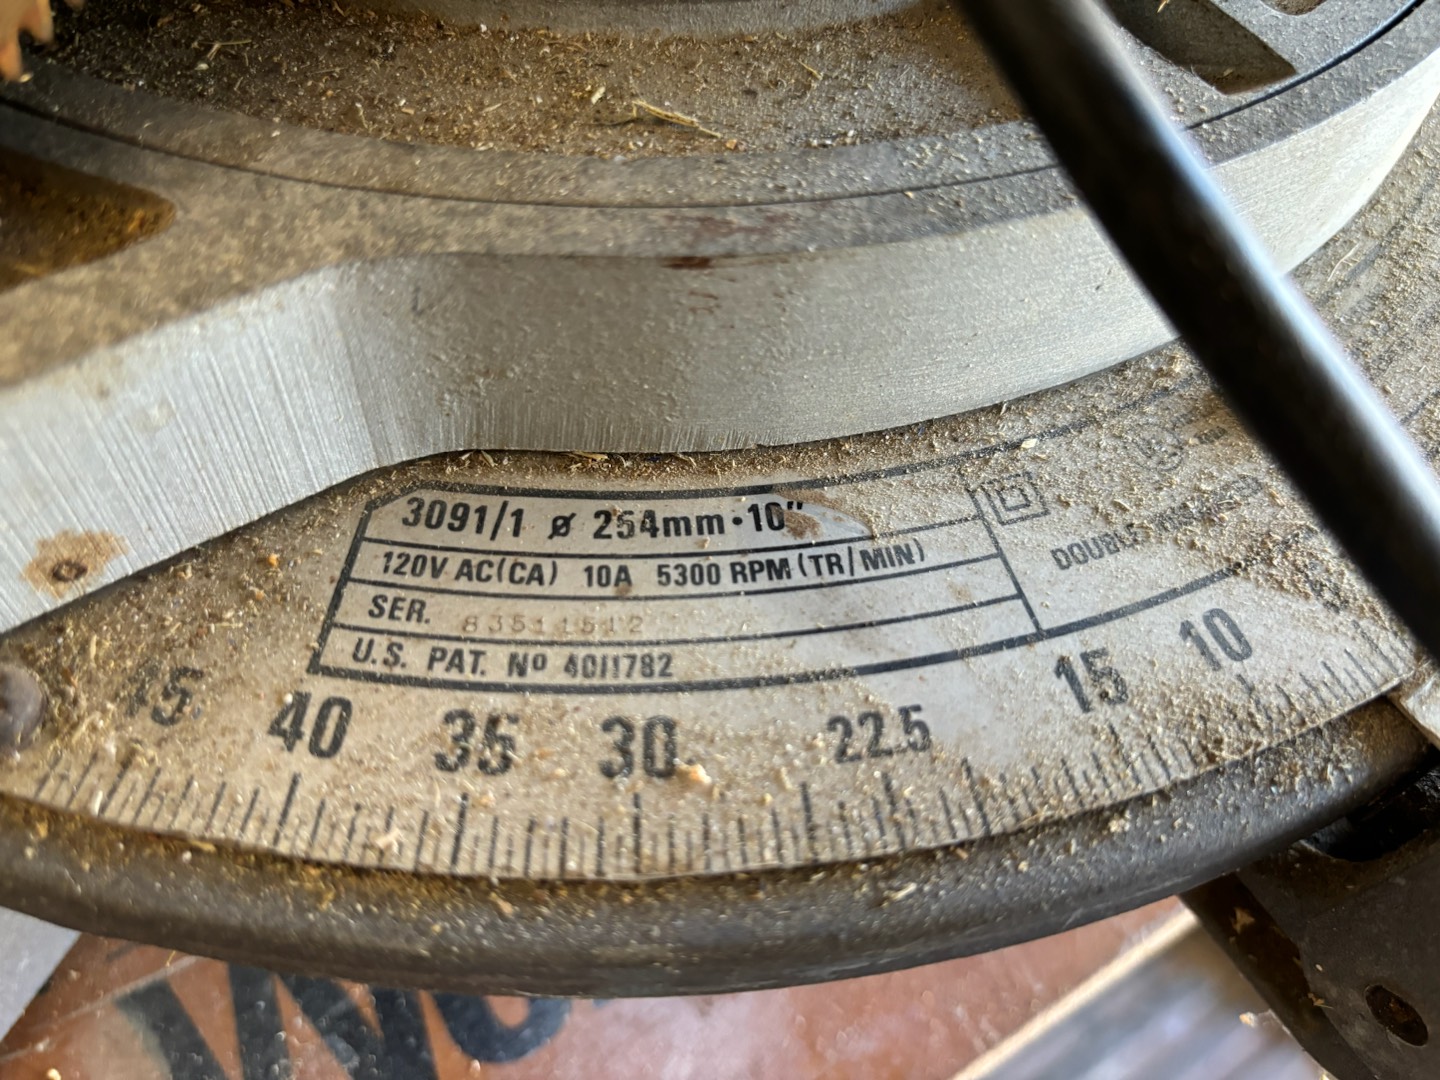 3091/1 ø 254mm·10"
120V AC(CA) 10A 5300 RPM (TR/MIN)
SER. 83511512
U.S. PAT. Nº 4011782
DOUBLE
45 40 35 30 22.5 15 10